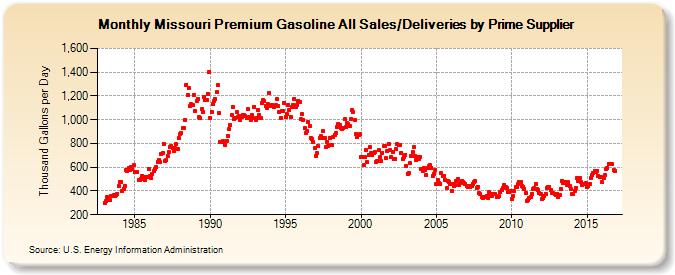 Monthly Missouri Premium Gasoline All Sales/Deliveries by Prime Supplier
Thousand Gallons per Day
1,600
1,400
1,200
1,000
800
600
400
200
1985 1990 1995 2000 2005 2010 2015
Source: U.S. Energy Information Administration